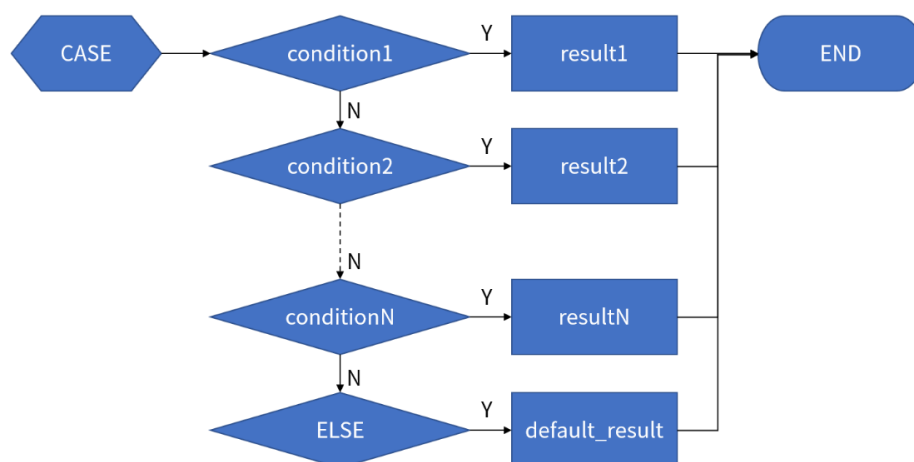 CASE
condition1
Y
result1
END
N
condition2
Y
result2
N
conditionN
Y
resultN
N
ELSE
Y
default_result